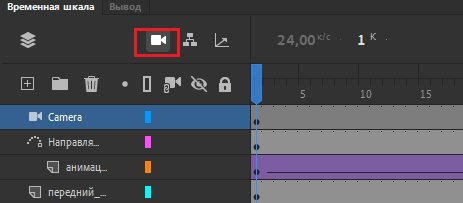 Временная шкала Вывод
24,00 к/с 1 К
5 10 15
Camera
Направля...
анимац...
передний_...